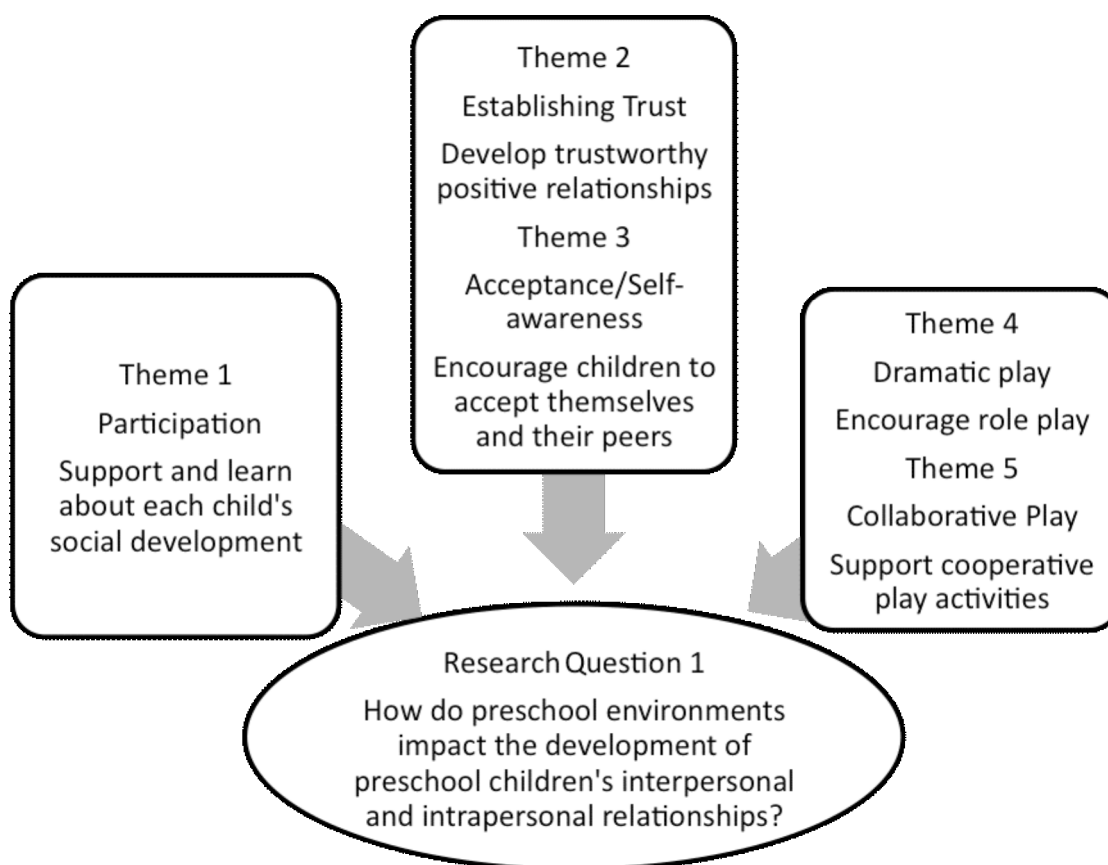 Theme 1
Participation
Support and learn
about each child's
social development
Theme 2
Establishing Trust
Develop trustworthy
positive relationships
Theme 3
Acceptance/Self-
awareness
Encourage children to
accept themselves
and their peers
Theme 4
Dramatic play
Encourage role play
Theme 5
Collaborative Play
Support cooperative
play activities
Research Question 1
How do preschool environments
impact the development of
preschool children's interpersonal
and intrapersonal relationships?